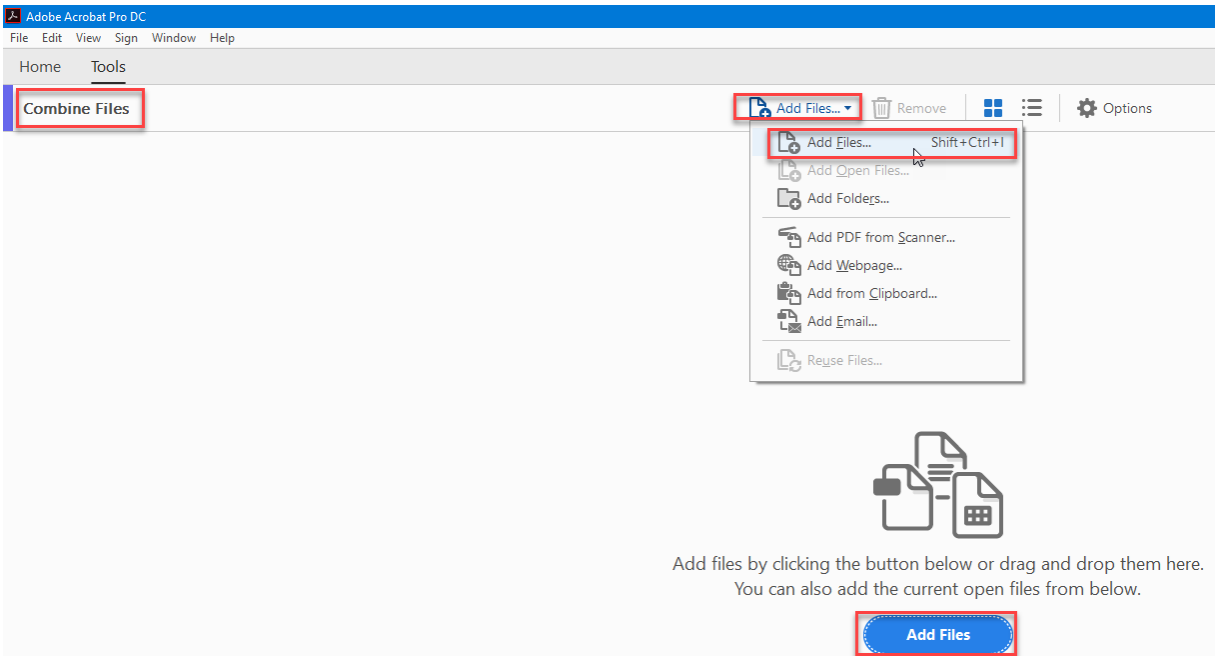 Adobe Acrobat Pro DC
File Edit View Sign Window Help
Home Tools
Combine Files Add Files... Remove Options
Add Files... Shift+Ctrl+I
Add Open Files...
Add Folders...
Add PDF from Scanner...
Add Webpage...
Add from Clipboard...
Add Email...
Reuse Files...
Add files by clicking the button below or drag and drop them here.
You can also add the current open files from below.
Add Files